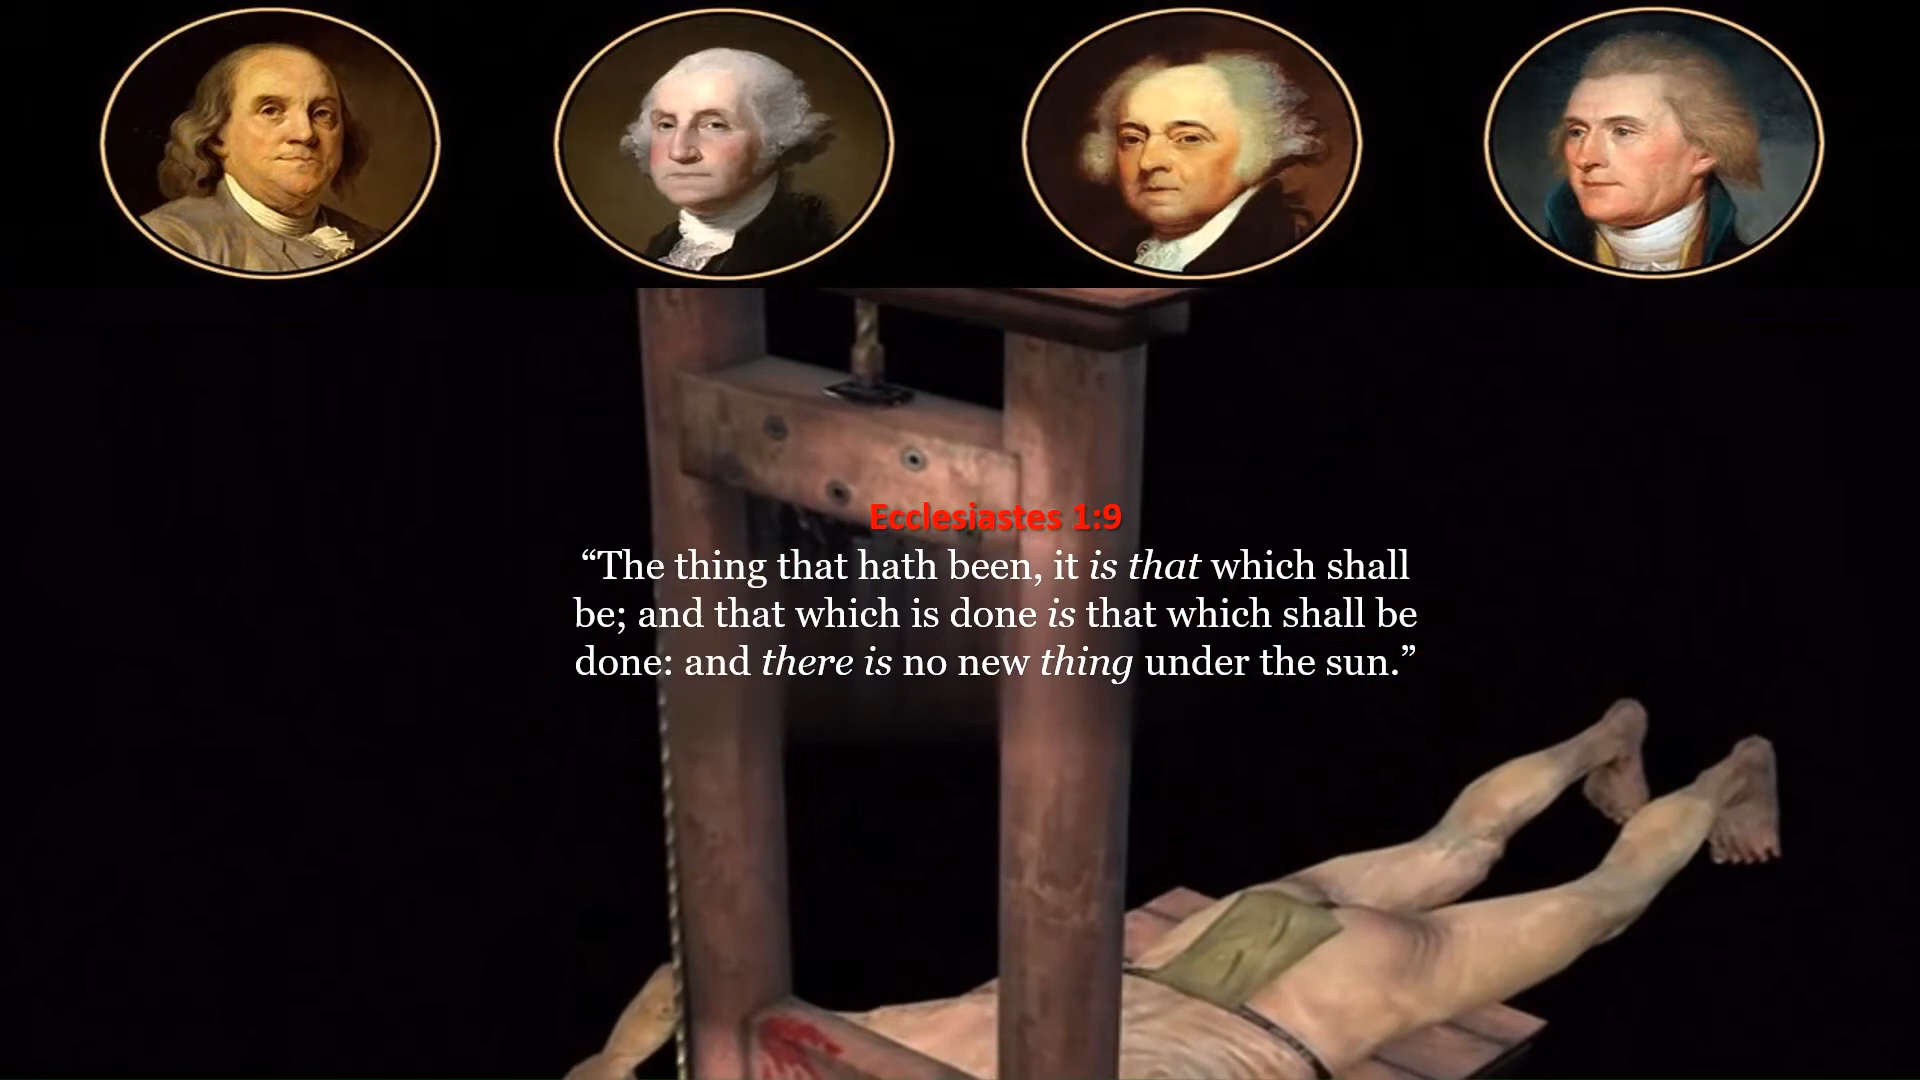 Ecclesiastes 1:9
“The thing that hath been, it is that which shall
be; and that which is done is that which shall be
done: and there is no new thing under the sun.”